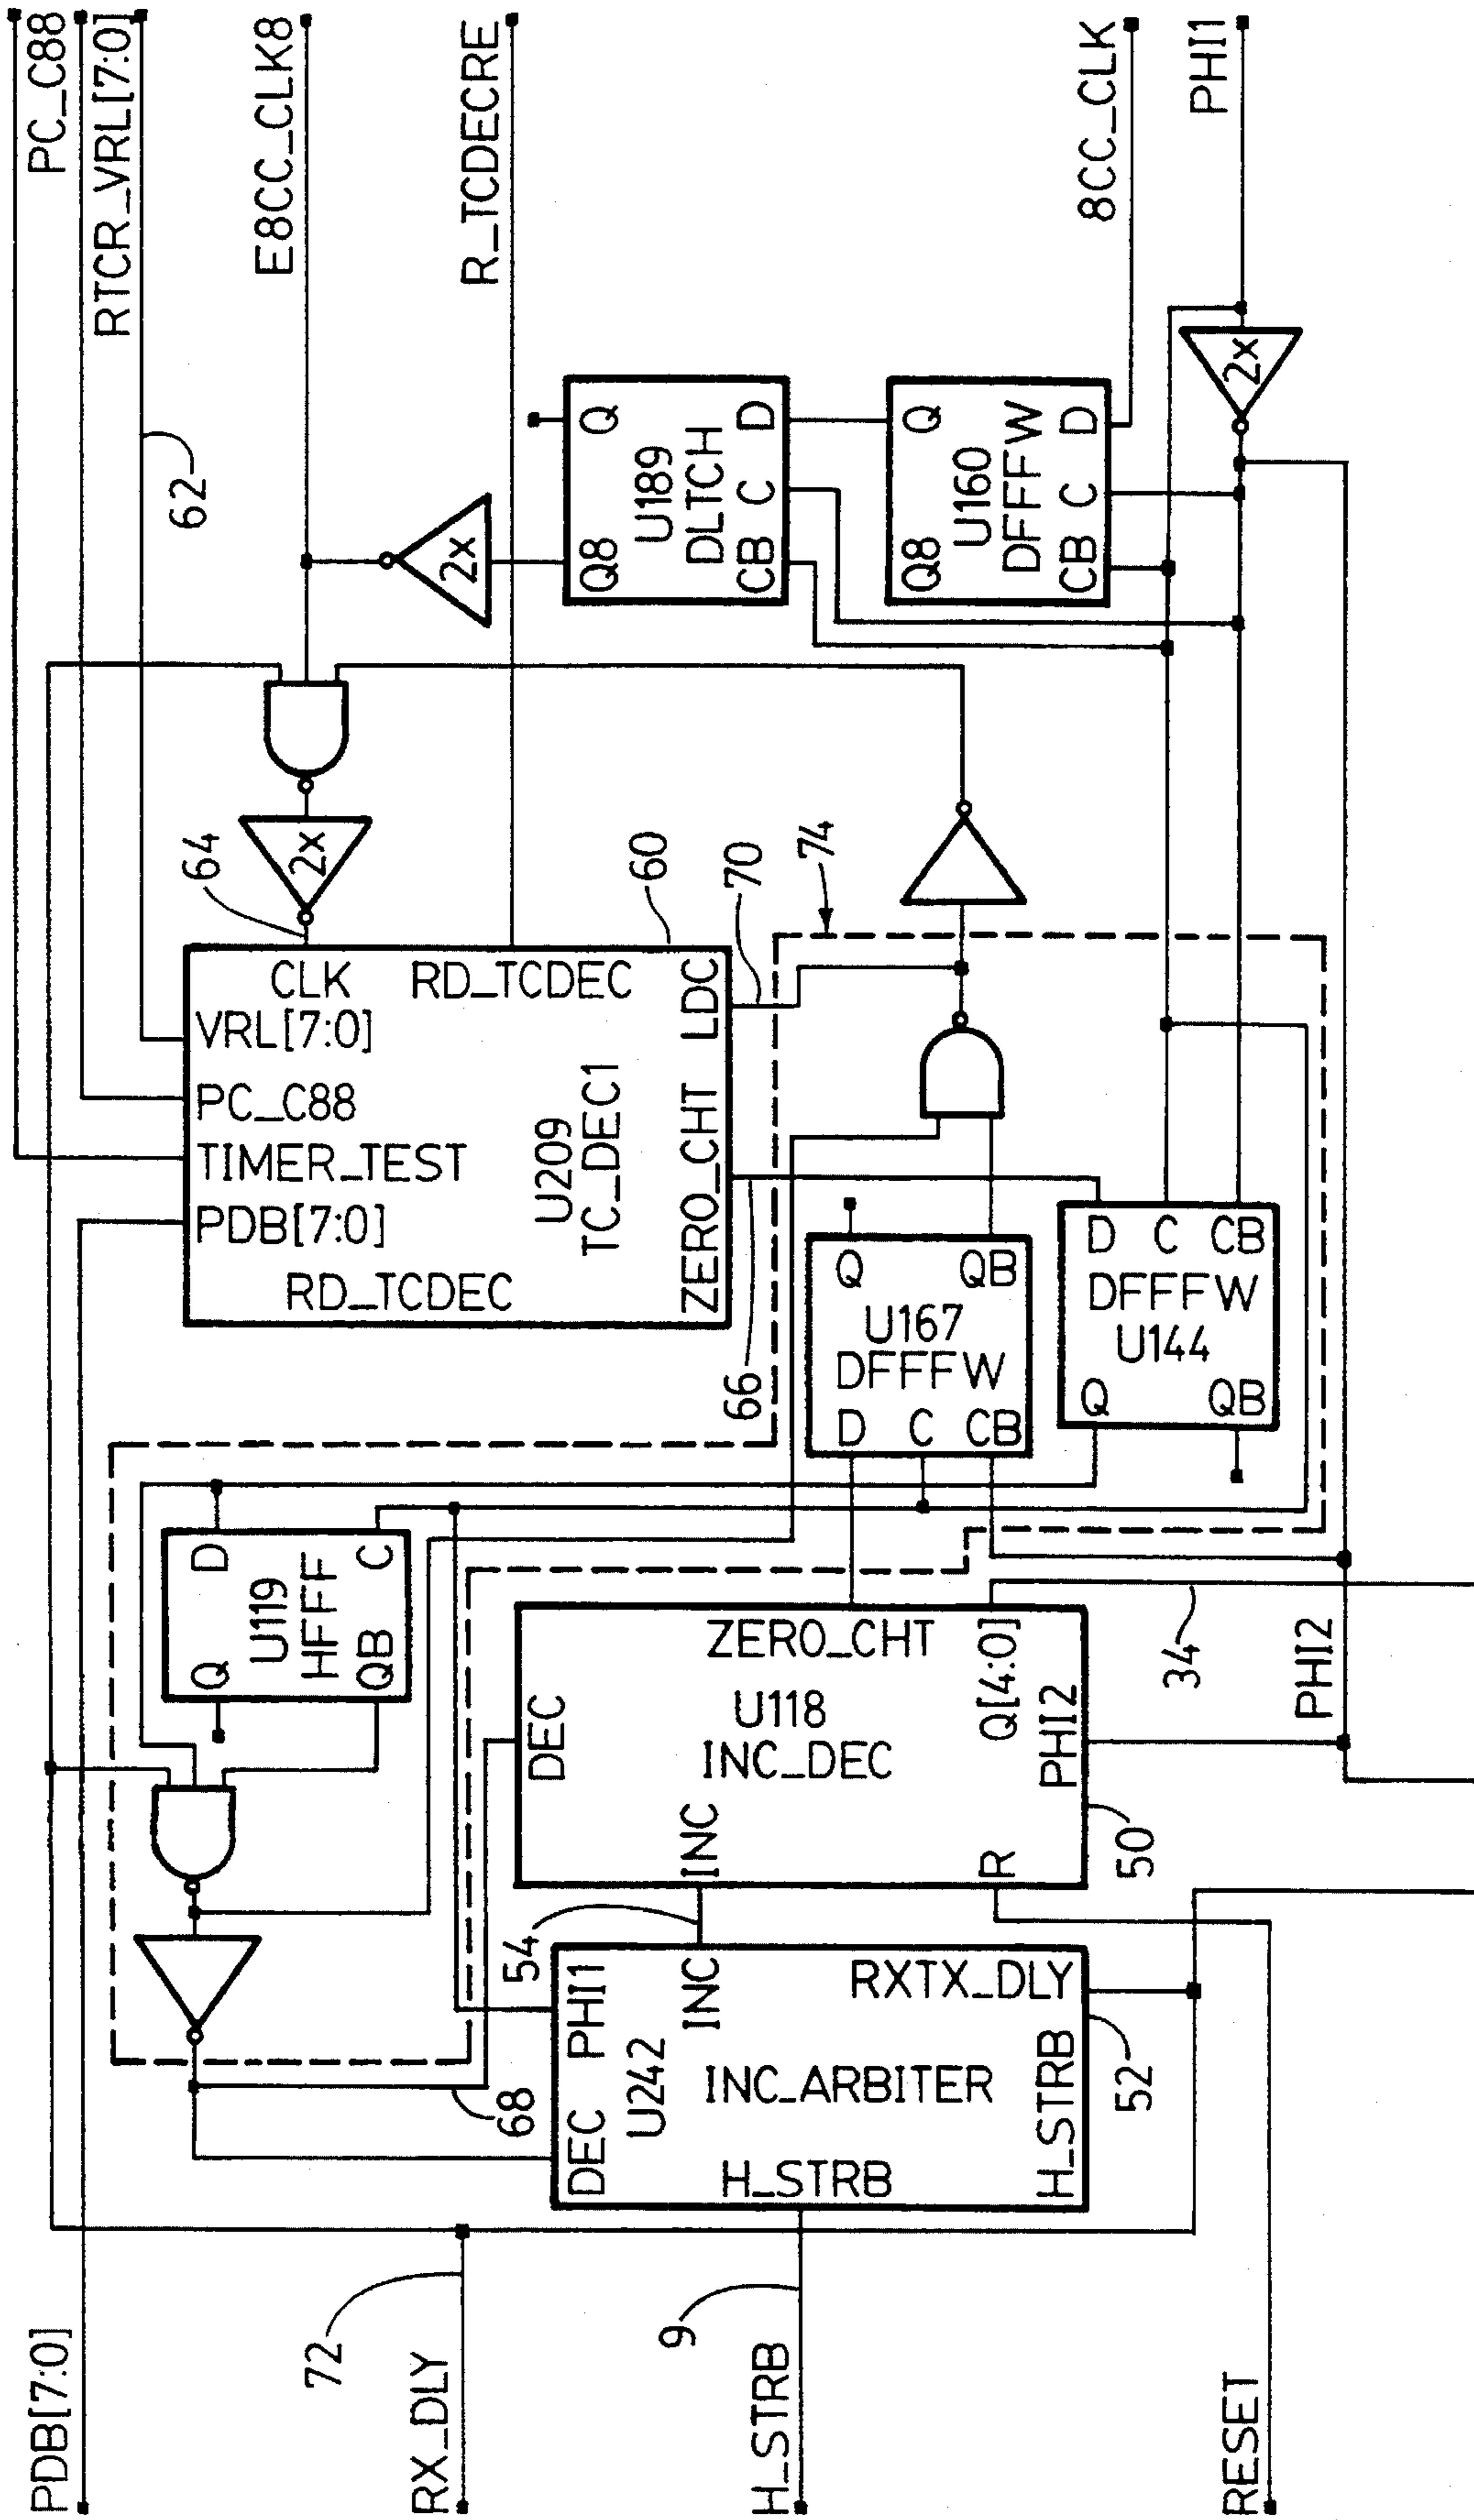 PDB[7:0]
RX_DLY
72
H_STRB
9
RESET
DEC PHI1
U242
INC
INC_ARBITER
H_STRB
RXTX_DLY
H_STRB
52
68
54
DEC
INC
U118
INC_DEC
ZERO_CHT
R
PHI2
Q[4:0]
50
34
PHI2
Q D
U119
HFFF
QB C
PDB[7:0]
TIMER_TEST
PC_C88
VRL[7:0]
CLK
RD_TCDEC
RD_TCDEC
U209
TC_DEC1
ZERO_CHT LDC
60
64
2x
62
66
70
74
Q
QB
U167
DFFFW
D C CB
D C CB
DFFFW
U144
Q QB
2x
Q8 Q
U189
DLTCH
CB C D
Q8 Q
U160
DFFFW
CB C D
2x
PC_C88
RTCR_VRL[7:0]
E8CC_CLK8
R_TCDECRE
8CC_CLK
PHI1